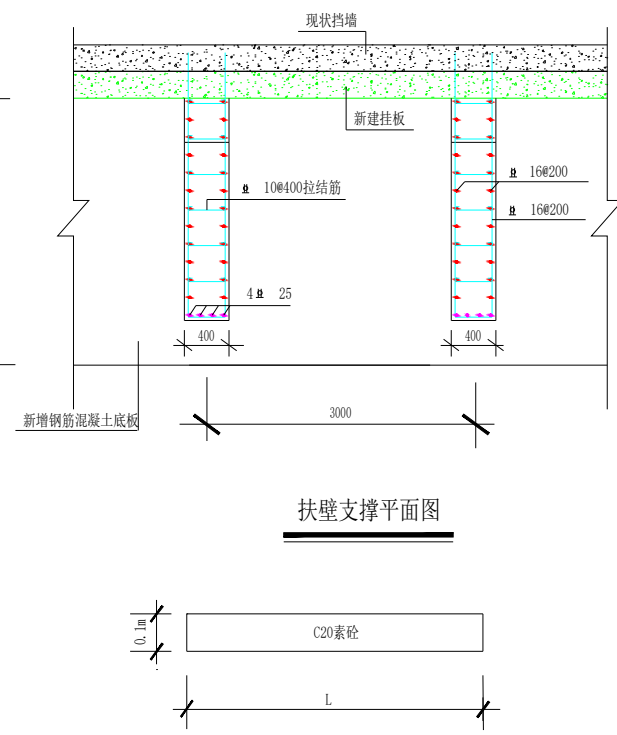 现状挡墙
新建挂板
⌀ 16@200
⌀ 10@400拉结筋
⌀ 16@200
4⌀ 25
400
400
3000
新增钢筋混凝土底板
扶壁支撑平面图
0.1m
C20素砼
L